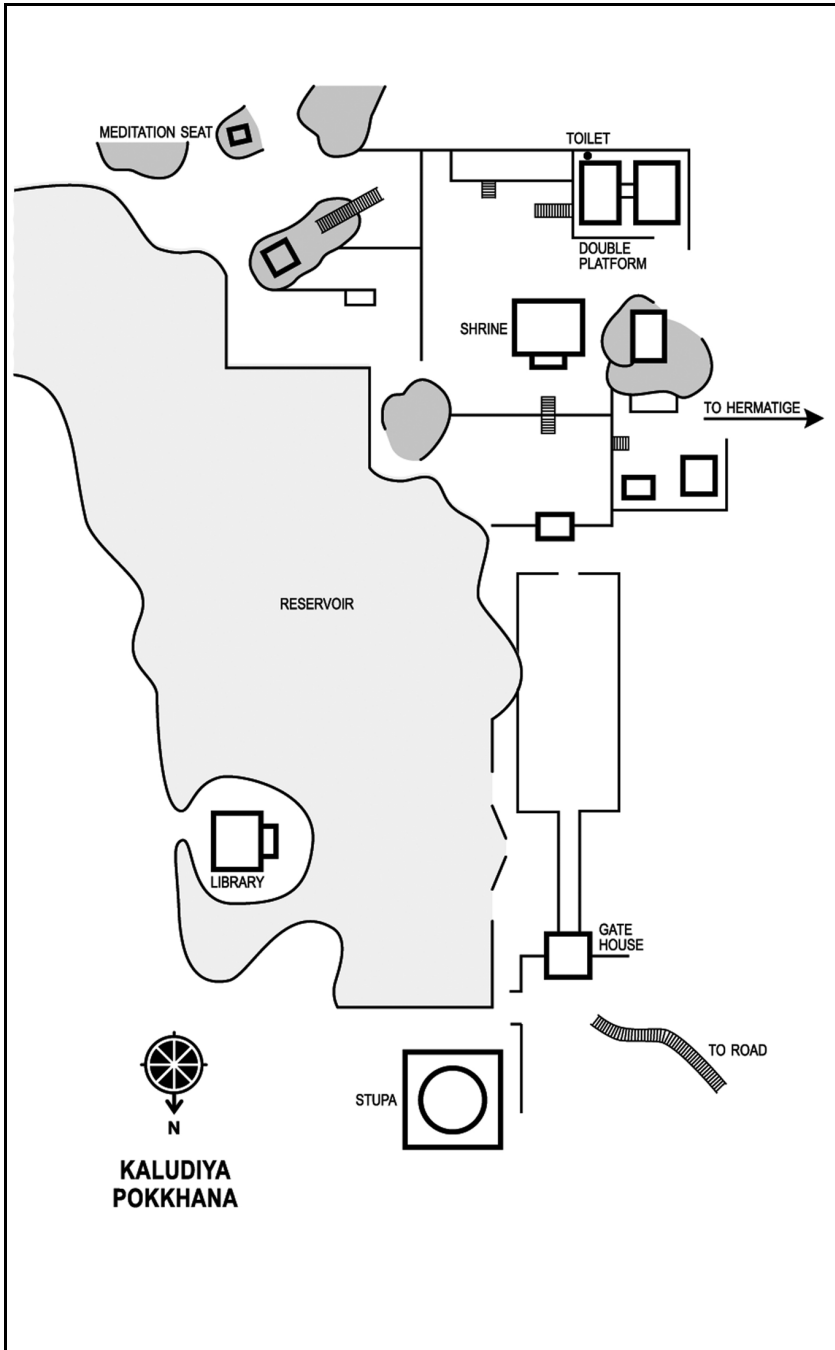 MEDITATION SEAT
TOILET
DOUBLE
PLATFORM
SHRINE
TO HERMATIGE
RESERVOIR
LIBRARY
GATE
HOUSE
TO ROAD
STUPA
N
KALUDIYA
POKKHANA